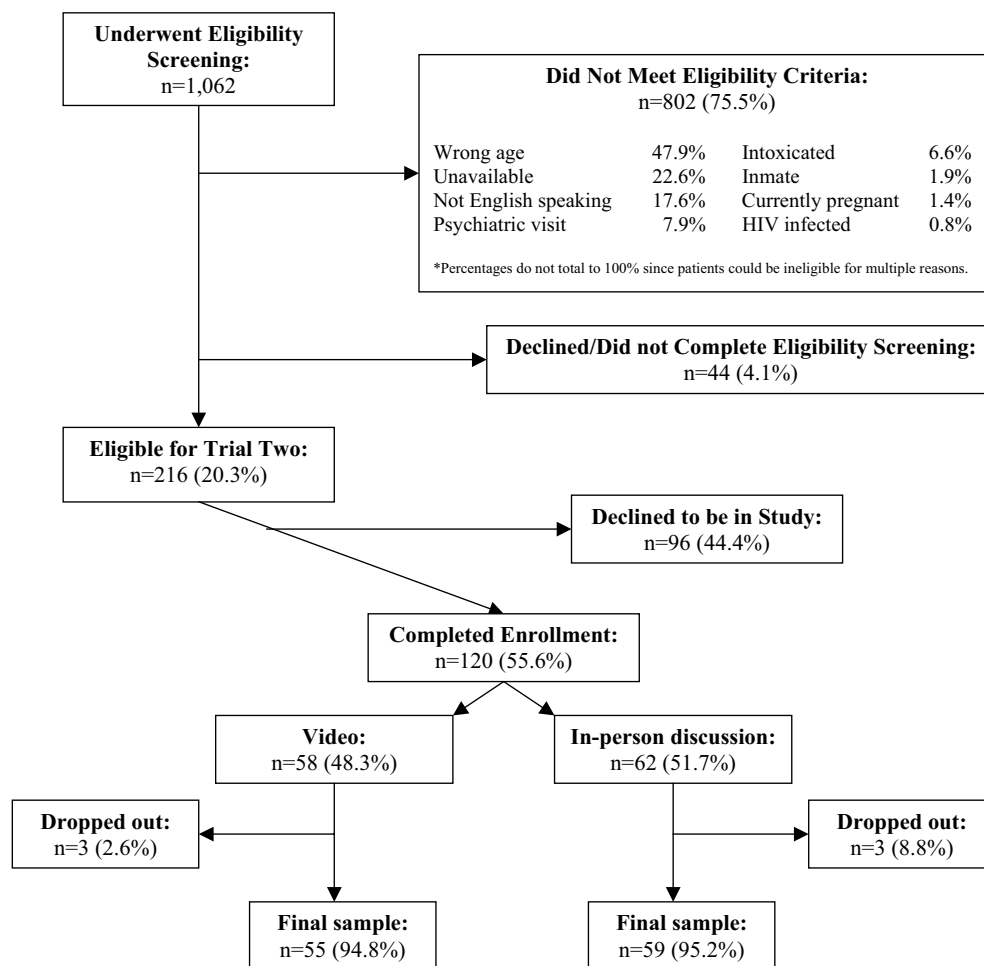 Underwent Eligibility
Screening:
n=1,062
Did Not Meet Eligibility Criteria:
n=802 (75.5%)
Wrong age 47.9% Intoxicated 6.6%
Unavailable 22.6% Inmate 1.9%
Not English speaking 17.6% Currently pregnant 1.4%
Psychiatric visit 7.9% HIV infected 0.8%
*Percentages do not total to 100% since patients could be ineligible for multiple reasons.
Declined/Did not Complete Eligibility Screening:
n=44 (4.1%)
Eligible for Trial Two:
n=216 (20.3%)
Declined to be in Study:
n=96 (44.4%)
Completed Enrollment:
n=120 (55.6%)
Video:
n=58 (48.3%)
In-person discussion:
n=62 (51.7%)
Dropped out:
n=3 (2.6%)
Dropped out:
n=3 (8.8%)
Final sample:
n=55 (94.8%)
Final sample:
n=59 (95.2%)